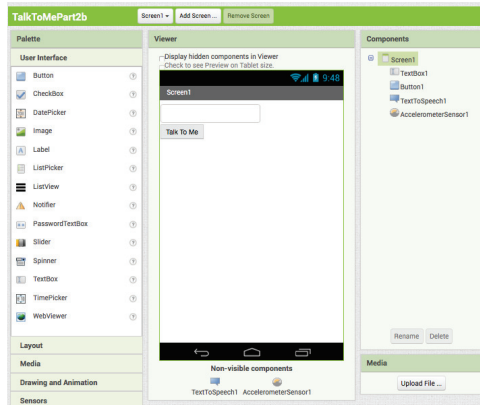 TalkToMePart2b
Screen1 Add Screen ... Remove Screen
Palette
User Interface
Button
CheckBox
DatePicker
Image
Label
ListPicker
ListView
Notifier
PasswordTextBox
Slider
Spinner
TextBox
TimePicker
WebViewer
Layout
Media
Drawing and Animation
Sensors
Viewer
Display hidden components in Viewer
Check to see Preview on Tablet size.
9:48
Screen1
Talk To Me
Non-visible components
TextToSpeech1 AccelerometerSensor1
Components
Screen1
TextBox1
Button1
TextToSpeech1
AccelerometerSensor1
Rename Delete
Media
Upload File ...